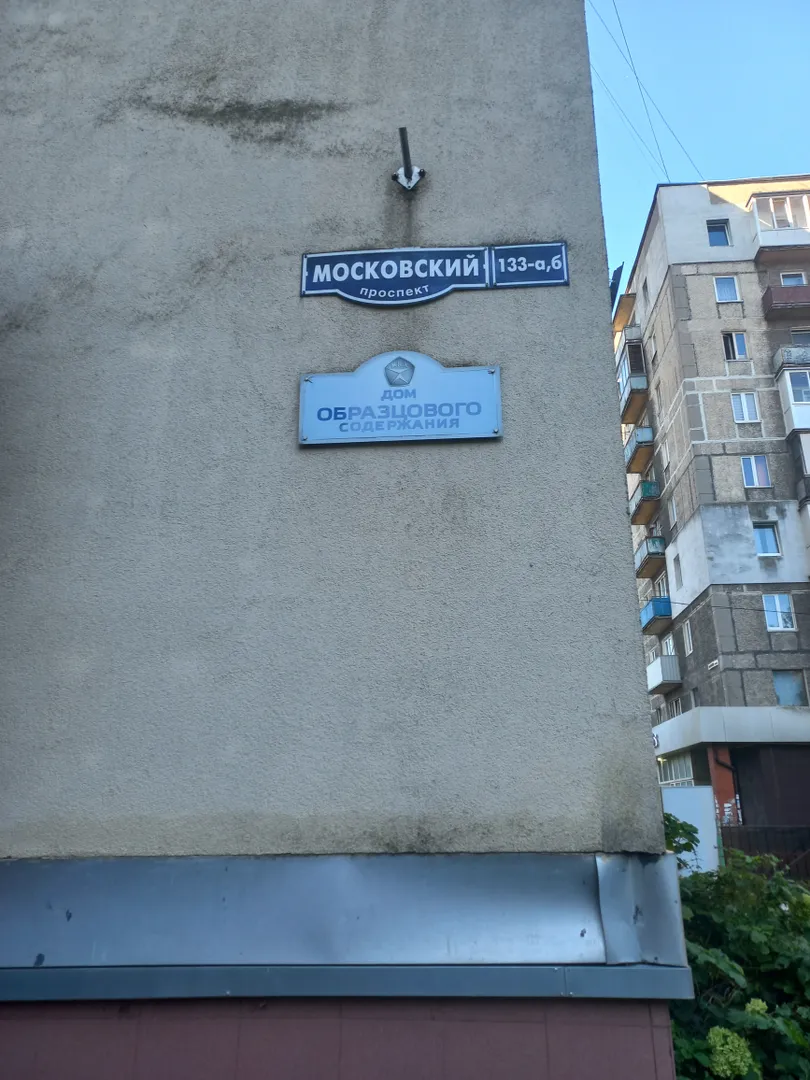 МОСКОВСКИЙ
проспект
133-а,б
ДОМ
ОБРАЗЦОВОГО
СОДЕРЖАНИЯ